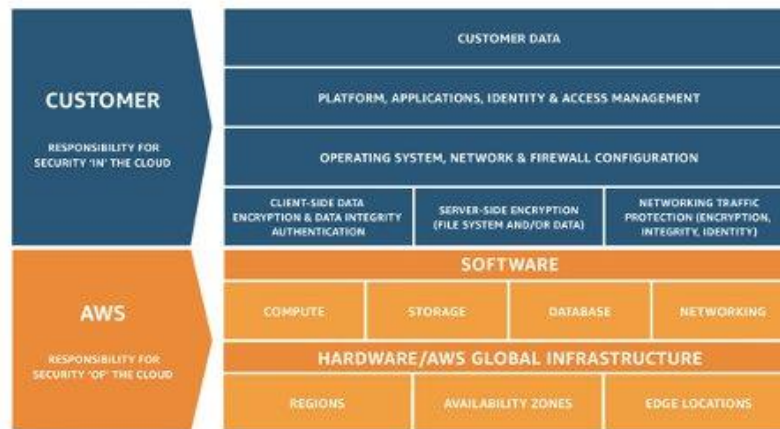 CUSTOMER
RESPONSIBILITY FOR
SECURITY 'IN' THE CLOUD
CUSTOMER DATA
PLATFORM, APPLICATIONS, IDENTITY & ACCESS MANAGEMENT
OPERATING SYSTEM, NETWORK & FIREWALL CONFIGURATION
CLIENT-SIDE DATA
ENCRYPTION & DATA INTEGRITY
AUTHENTICATION
SERVER-SIDE ENCRYPTION
(FILE SYSTEM AND/OR DATA)
NETWORKING TRAFFIC
PROTECTION (ENCRYPTION,
INTEGRITY, IDENTITY)
AWS
RESPONSIBILITY FOR
SECURITY 'OF' THE CLOUD
SOFTWARE
COMPUTE
STORAGE
DATABASE
NETWORKING
HARDWARE/AWS GLOBAL INFRASTRUCTURE
REGIONS
AVAILABILITY ZONES
EDGE LOCATIONS